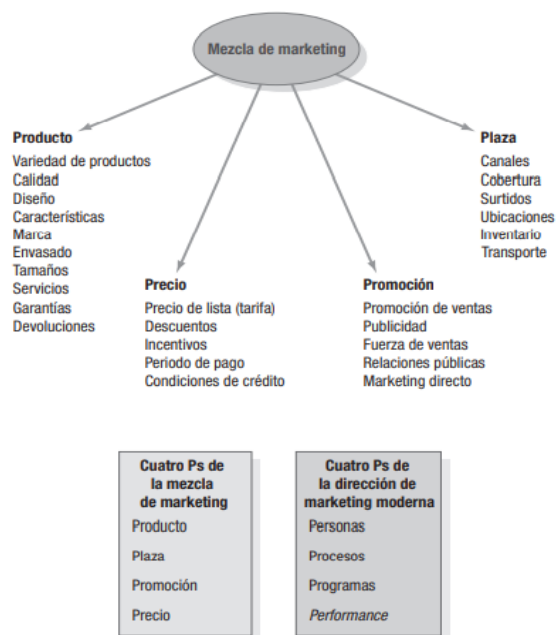 Mezcla de marketing
Producto
Variedad de productos
Calidad
Diseño
Características
Marca
Envasado
Tamaños
Servicios
Garantías
Devoluciones
Precio
Precio de lista (tarifa)
Descuentos
Incentivos
Periodo de pago
Condiciones de crédito
Promoción
Promoción de ventas
Publicidad
Fuerza de ventas
Relaciones públicas
Marketing directo
Plaza
Canales
Cobertura
Surtidos
Ubicaciones
Inventario
Transporte
Cuatro Ps de
la mezcla
de marketing
Producto
Plaza
Promoción
Precio
Cuatro Ps de
la dirección de
marketing moderna
Personas
Procesos
Programas
Performance